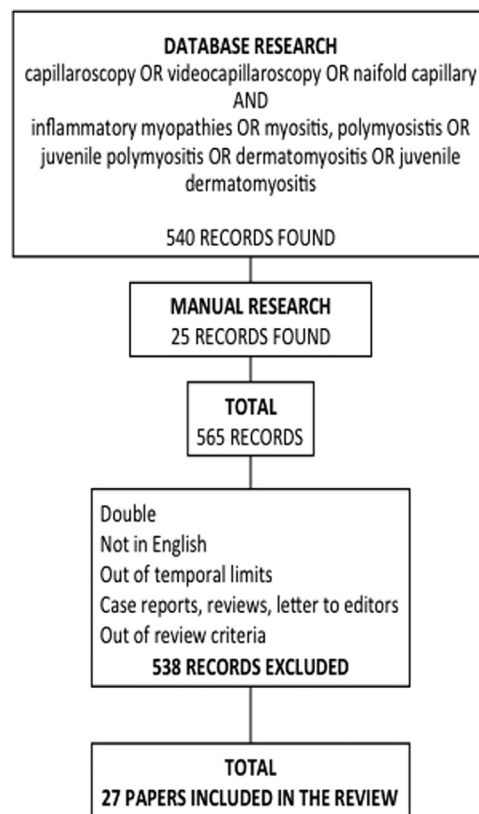 DATABASE RESEARCH
capillaroscopy OR videocapillaroscopy OR naifold capillary
AND
inflammatory myopathies OR myositis, polymyosistis OR
juvenile polymyositis OR dermatomyositis OR juvenile
dermatomyositis
540 RECORDS FOUND
MANUAL RESEARCH
25 RECORDS FOUND
TOTAL
565 RECORDS
Double
Not in English
Out of temporal limits
Case reports, reviews, letter to editors
Out of review criteria
538 RECORDS EXCLUDED
TOTAL
27 PAPERS INCLUDED IN THE REVIEW